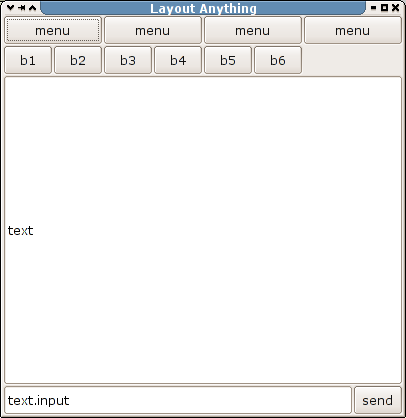 Layout Anything
menu menu menu menu
b1 b2 b3 b4 b5 b6
text
text.input send